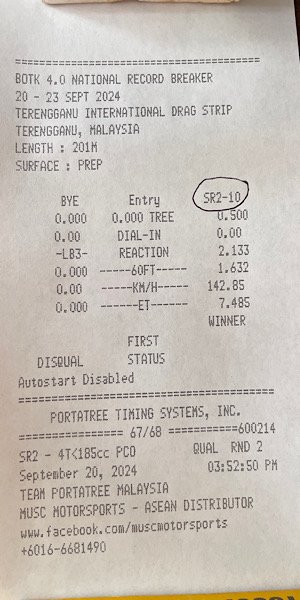 ========================================
BOTK 4.0 NATIONAL RECORD BREAKER
20 - 23 SEPT 2024
TERENGGANU INTERNATIONAL DRAG STRIP
TERENGGANU, MALAYSIA
LENGTH : 201M
SURFACE : PREP
BYE Entry SR2-10
0.000 0.000 TREE 0.500
0.00 DIAL-IN 0.00
-LB3- REACTION 2.133
0.000 ------60FT----- 1.632
0.00 -----KM/H----- 142.85
0.000 ------ET------ 7.485
WINNER
FIRST
DISQUAL STATUS
Autostart Disabled
========================================
PORTATREE TIMING SYSTEMS, INC.
================ 67/68 ===========600214
SR2 - 4T<185cc PCO QUAL RND 2
September 20, 2024 03:52:50 PM
TEAM PORTATREE MALAYSIA
MUSC MOTORSPORTS - ASEAN DISTRIBUTOR
www.facebook.com/muscmotorsports
+6016-6681490